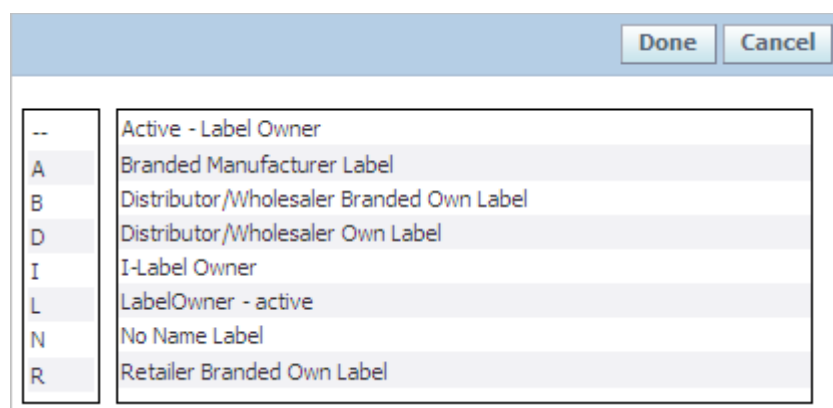 Done Cancel
-- Active - Label Owner
A Branded Manufacturer Label
B Distributor/Wholesaler Branded Own Label
D Distributor/Wholesaler Own Label
I I-Label Owner
L LabelOwner - active
N No Name Label
R Retailer Branded Own Label